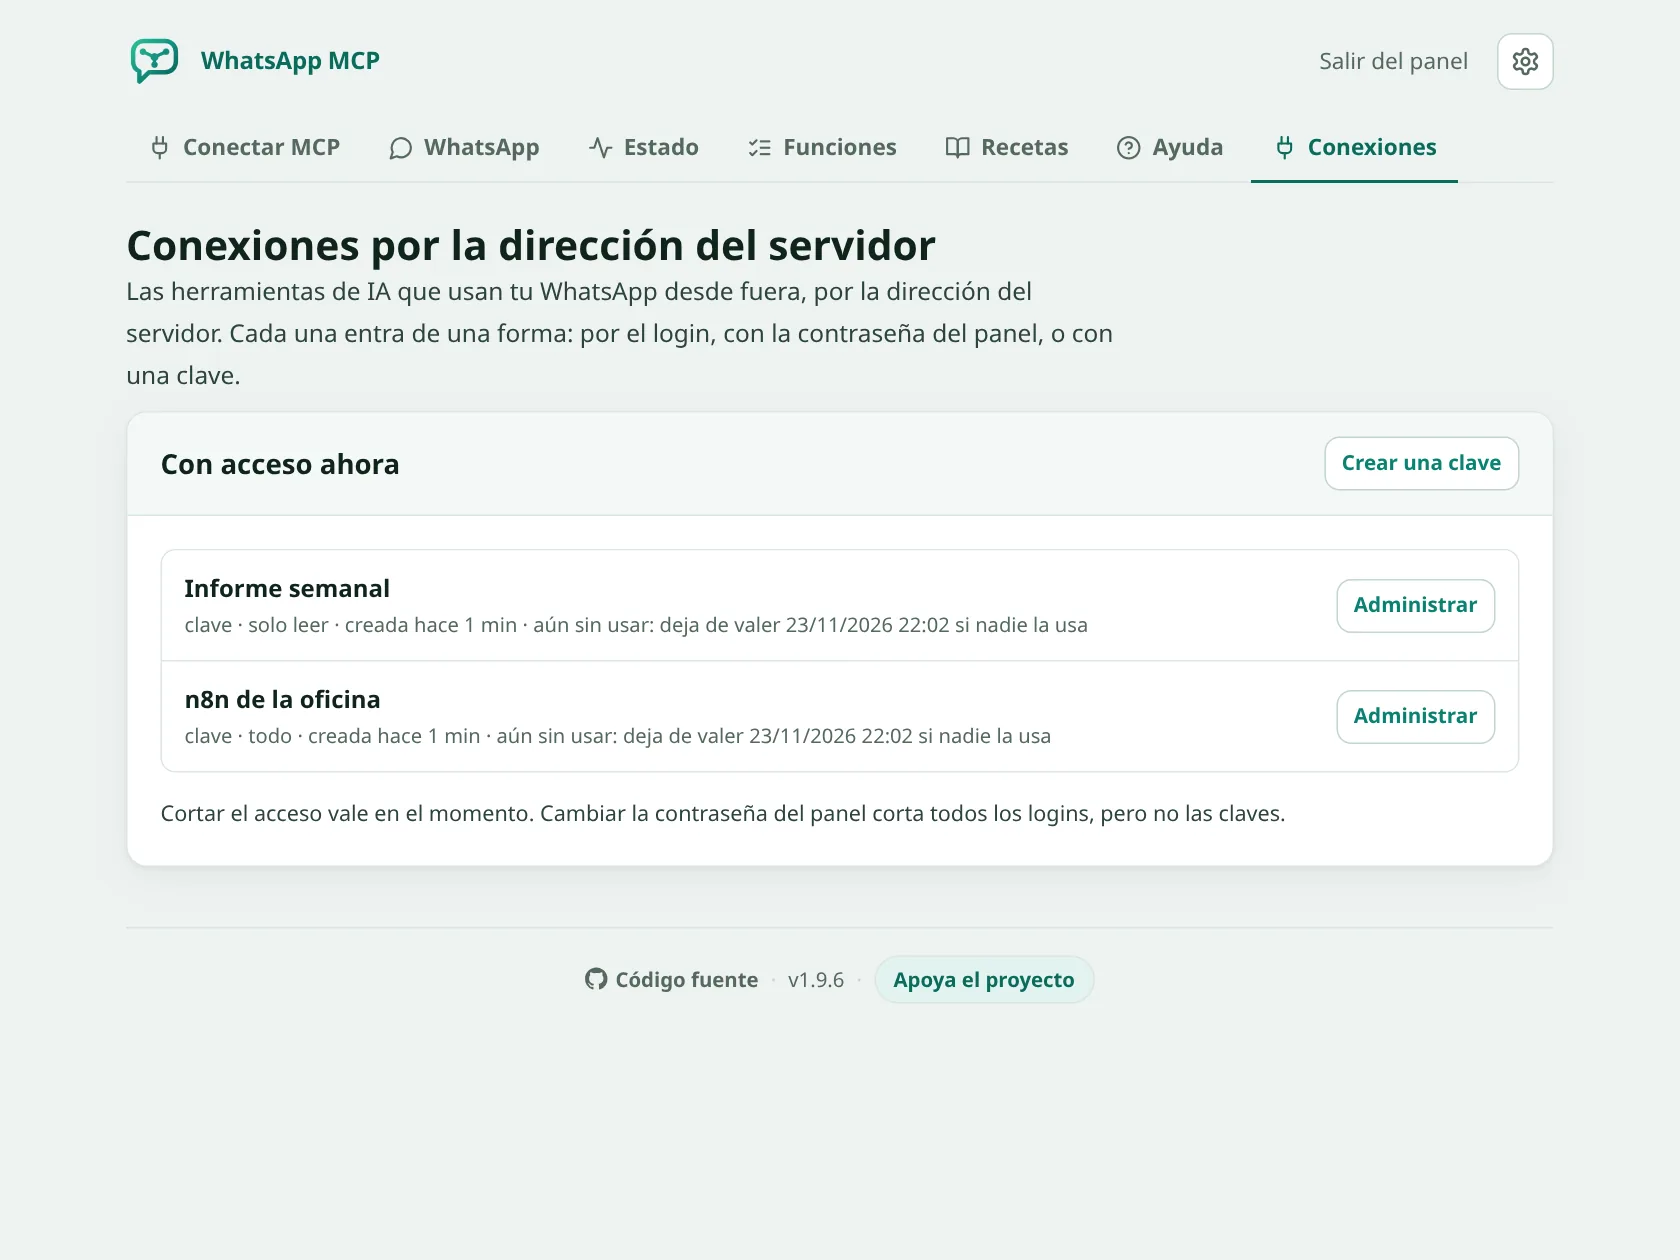 WhatsApp MCP
Salir del panel
Conectar MCP
WhatsApp
Estado
Funciones
Recetas
Ayuda
Conexiones
Conexiones por la dirección del servidor
Las herramientas de IA que usan tu WhatsApp desde fuera, por la dirección del
servidor. Cada una entra de una forma: por el login, con la contraseña del panel, o con
una clave.
Con acceso ahora
Crear una clave
Informe semanal
clave · solo leer · creada hace 1 min · aún sin usar: deja de valer 23/11/2026 22:02 si nadie la usa
Administrar
n8n de la oficina
clave · todo · creada hace 1 min · aún sin usar: deja de valer 23/11/2026 22:02 si nadie la usa
Administrar
Cortar el acceso vale en el momento. Cambiar la contraseña del panel corta todos los logins, pero no las claves.
Código fuente · v1.9.6 · Apoya el proyecto